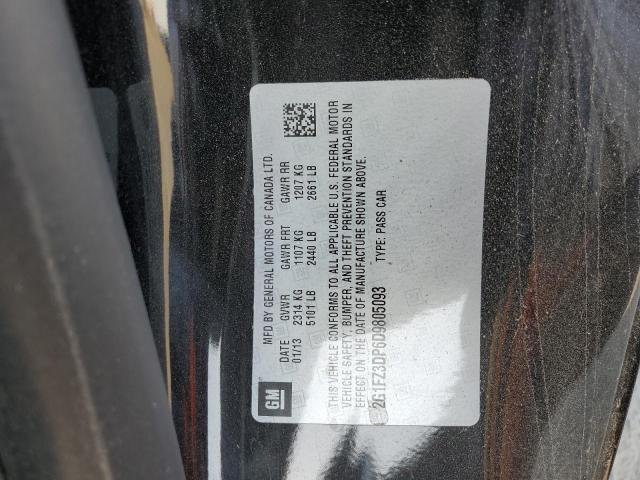 GM
MFD BY GENERAL MOTORS OF CANADA LTD.
DATE GVWR GAWR FRT GAWR RR
01/13 2314 KG 1107 KG 1207 KG
5101 LB 2440 LB 2661 LB
THIS VEHICLE CONFORMS TO ALL APPLICABLE U.S. FEDERAL MOTOR
VEHICLE SAFETY, BUMPER, AND THEFT PREVENTION STANDARDS IN
EFFECT ON THE DATE OF MANUFACTURE SHOWN ABOVE.
2G1FZ3DP6D9805093 TYPE: PASS CAR